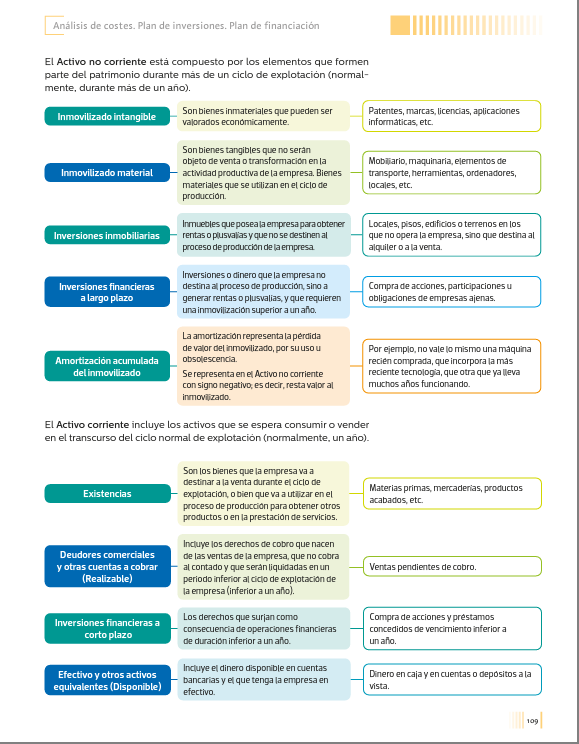 Análisis de costes. Plan de inversiones. Plan de financiación
El Activo no corriente está compuesto por los elementos que formen
parte del patrimonio durante más de un ciclo de explotación (normal-
mente, durante más de un año).
Inmovilizado intangible
Son bienes inmateriales que pueden ser
valorados económicamente.
Patentes, marcas, licencias, aplicaciones
informáticas, etc.
Inmovilizado material
Son bienes tangibles que no serán
objeto de venta o transformación en la
actividad productiva de la empresa. Bienes
materiales que se utilizan en el ciclo de
producción.
Mobiliario, maquinaria, elementos de
transporte, herramientas, ordenadores,
locales, etc.
Inversiones inmobiliarias
Inmuebles que posea la empresa para obtener
rentas o plusvalías y que no se destinen al
proceso de producción de la empresa.
Locales, pisos, edificios o terrenos en los
que no opera la empresa, sino que destina al
alquiler o a la venta.
Inversiones financieras
a largo plazo
Inversiones o dinero que la empresa no
destina al proceso de producción, sino a
generar rentas o plusvalías, y que requieren
una inmovilización superior a un año.
Compra de acciones, participaciones u
obligaciones de empresas ajenas.
Amortización acumulada
del inmovilizado
La amortización representa la pérdida
de valor del inmovilizado, por su uso u
obsolescencia.
Se representa en el Activo no corriente
con signo negativo; es decir, resta valor al
inmovilizado.
Por ejemplo, no vale lo mismo una máquina
recién comprada, que incorpora la más
reciente tecnología, que otra que ya lleva
muchos años funcionando.
El Activo corriente incluye los activos que se espera consumir o vender
en el transcurso del ciclo normal de explotación (normalmente, un año).
Existencias
Son los bienes que la empresa va a
destinar a la venta durante el ciclo de
explotación, o bien que va a utilizar en el
proceso de producción para obtener otros
productos o en la prestación de servicios.
Materias primas, mercaderías, productos
acabados, etc.
Deudores comerciales
y otras cuentas a cobrar
(Realizable)
Incluye los derechos de cobro que nacen
de las ventas de la empresa, que no cobra
al contado y que serán liquidadas en un
periodo inferior al ciclo de explotación de
la empresa (inferior a un año).
Ventas pendientes de cobro.
Inversiones financieras a
corto plazo
Los derechos que surjan como
consecuencia de operaciones financieras
de duración inferior a un año.
Compra de acciones y préstamos
concedidos de vencimiento inferior a
un año.
Efectivo y otros activos
equivalentes (Disponible)
Incluye el dinero disponible en cuentas
bancarias y el que tenga la empresa en
efectivo.
Dinero en caja y en cuentas o depósitos a la
vista.
109